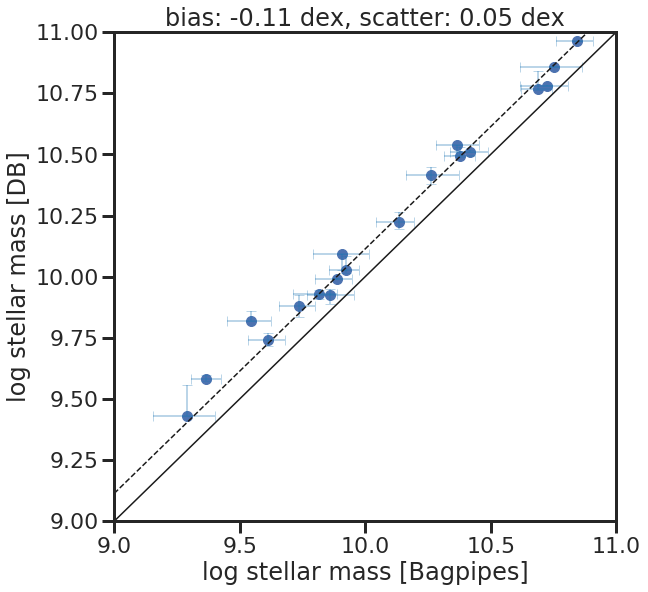 bias: -0.11 dex, scatter: 0.05 dex
log stellar mass [DB]
11.00
10.75
10.50
10.25
10.00
9.75
9.50
9.25
9.00
9.0 9.5 10.0 10.5 11.0
log stellar mass [Bagpipes]